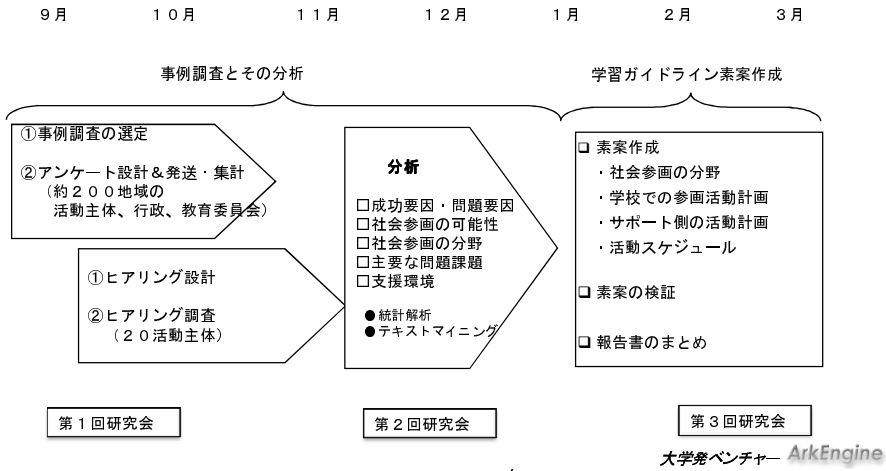 ９月 １０月 １１月 １２月 １月 ２月 ３月
事例調査とその分析
学習ガイドライン素案作成
①事例調査の選定
②アンケート設計＆発送・集計
（約２００地域の
活動主体、行政、教育委員会）
①ヒアリング設計
②ヒアリング調査
（２０活動主体）
分析
□成功要因・問題要因
□社会参画の可能性
□社会参画の分野
□主要な問題課題
□支援環境
●統計解析
●テキストマイニング
❑ 素案作成
・社会参画の分野
・学校での参画活動計画
・サポート側の活動計画
・活動スケジュール
❑ 素案の検証
❑ 報告書のまとめ
第１回研究会
第２回研究会
第３回研究会
大学発ベンチャー ArkEngine